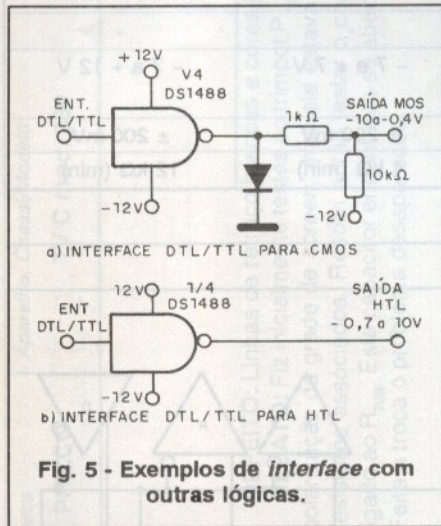 +12V
V4
DS1488
ENT.
DTL/TTL
1kΩ
SAÍDA MOS
-10a-0,4V
10kΩ
-12V
-12V
a) INTERFACE DTL/TTL PARA CMOS
12V
1/4
DS1488
ENT
DTL/TTL
SAÍDA
HTL
-0,7 a 10V
-12V
b) INTERFACE DTL/TTL PARA HTL
Fig. 5 - Exemplos de interface com
outras lógicas.